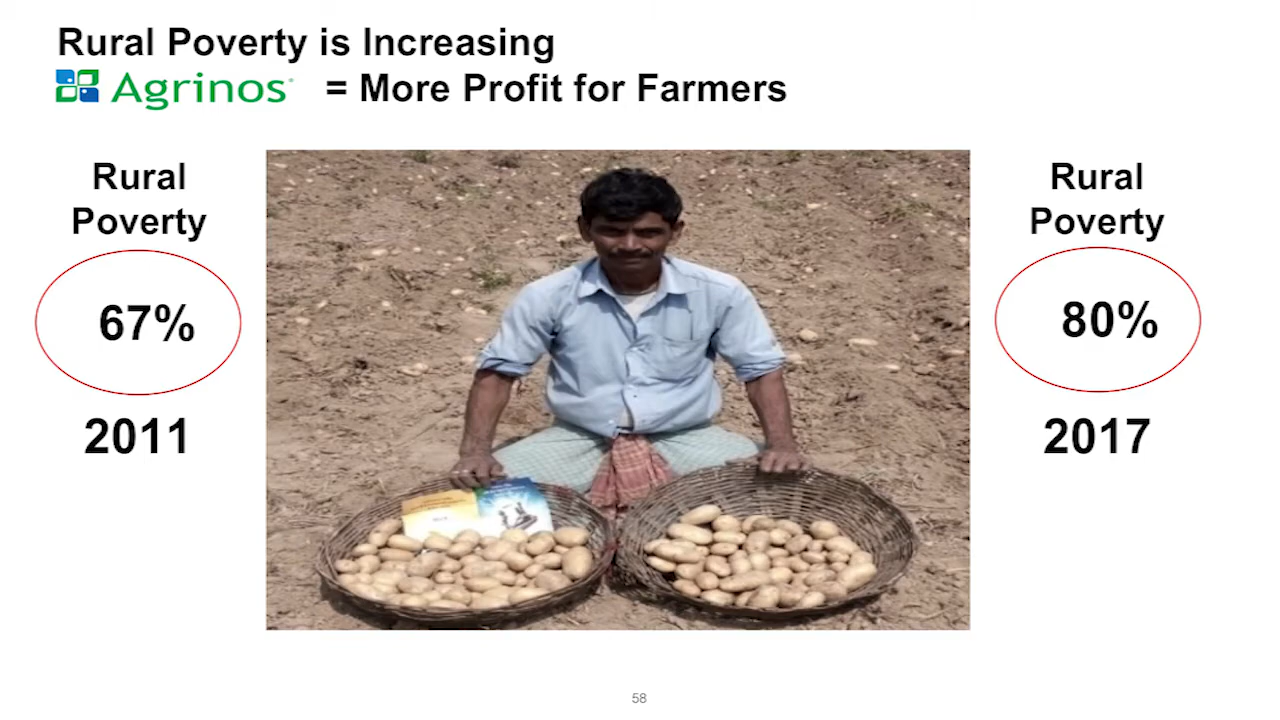 Rural Poverty is Increasing
Agrinos = More Profit for Farmers
Rural
Poverty
67%
2011
Rural
Poverty
80%
2017
58